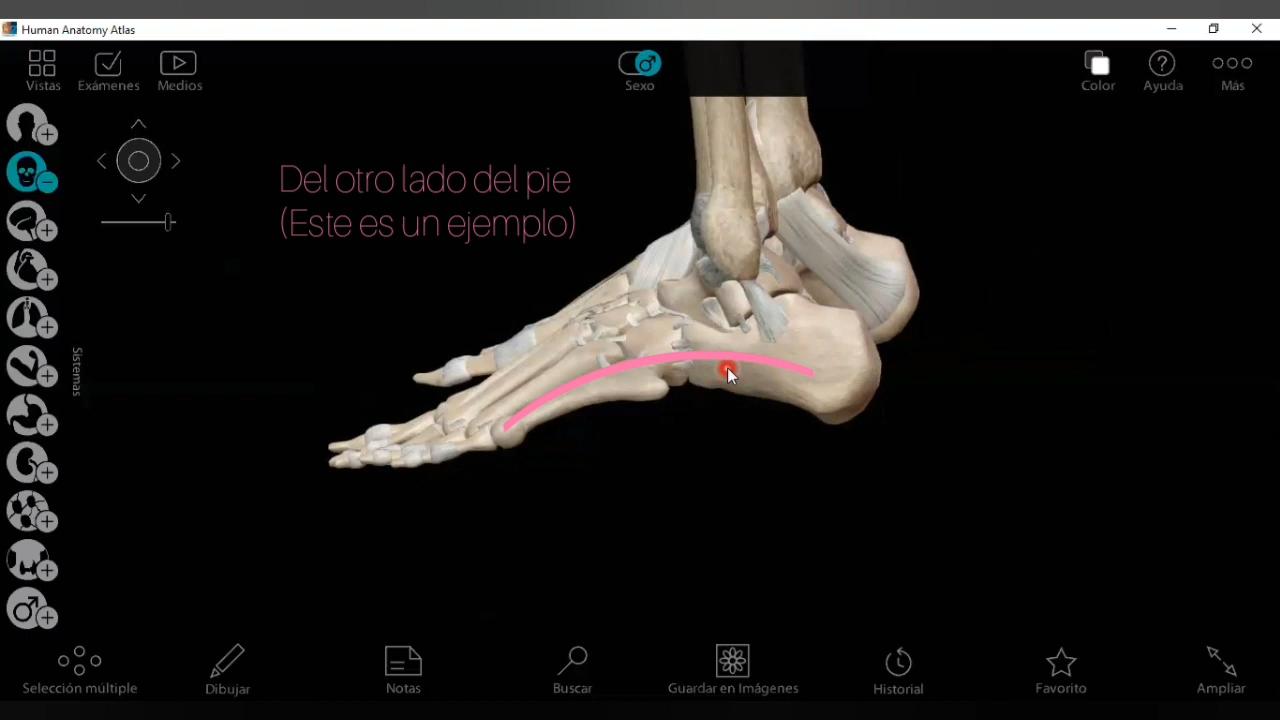 Human Anatomy Atlas
Vistas
Exámenes
Medios
Sexo
Color
Ayuda
Más
Del otro lado del pie
(Este es un ejemplo)
Sistemas
Selección múltiple
Dibujar
Notas
Buscar
Guardar en Imágenes
Historial
Favorito
Ampliar